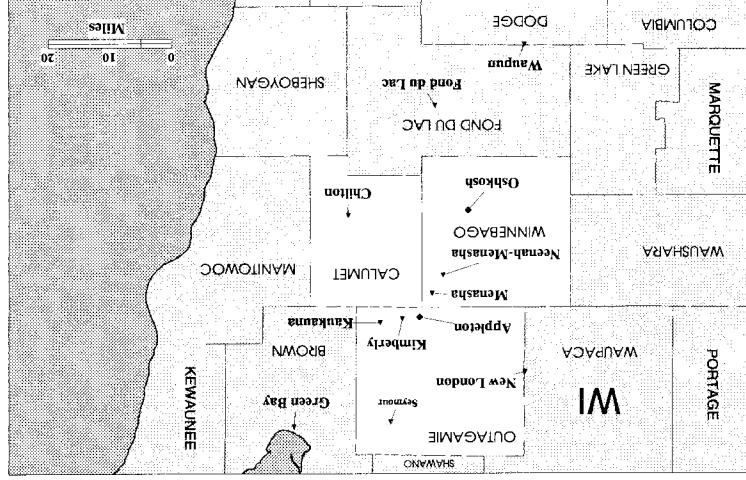 SHAWANO
OUTAGAMIE
Seymour
Green Bay
PORTAGE
WI
New London
KEWAUNEE
WAUPACA
BROWN
Kimberly
Appleton
Kaukauna
Menasha
CALUMET
MANITOWOC
Neenah-Menasha
WAUSHARA
WINNEBAGO
Chilton
Oshkosh
FOND DU LAC
MARQUETTE
Fond du Lac
SHEBOYGAN
GREEN LAKE
Waupun
0 10 20
Miles
COLUMBIA
DODGE